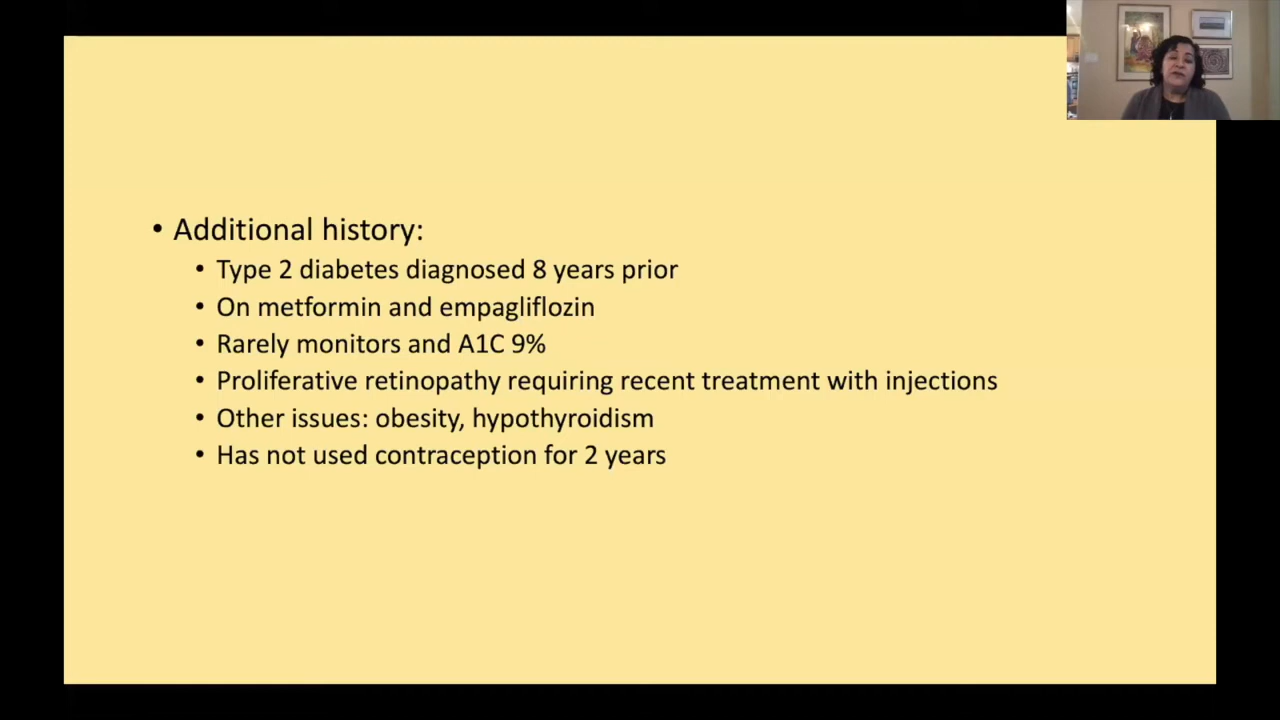 • Additional history:
• Type 2 diabetes diagnosed 8 years prior
• On metformin and empagliflozin
• Rarely monitors and A1C 9%
• Proliferative retinopathy requiring recent treatment with injections
• Other issues: obesity, hypothyroidism
• Has not used contraception for 2 years